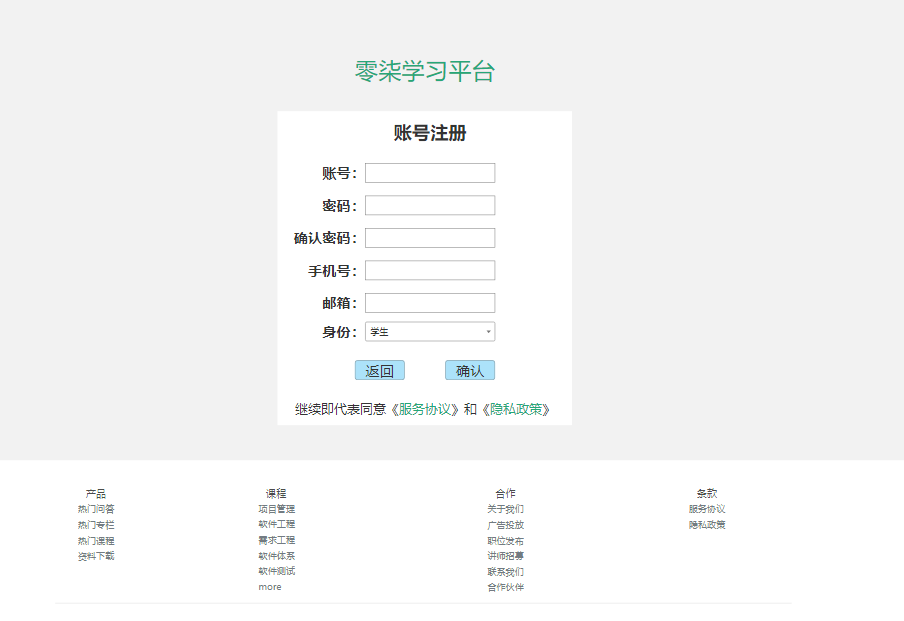 零柒学习平台
账号注册
账号：
密码：
确认密码：
手机号：
邮箱：
身份： 学生
返回 确认
继续即代表同意《服务协议》和《隐私政策》
产品
热门问答
热门专栏
热门课程
资料下载
课程
项目管理
软件工程
需求工程
软件体系
软件测试
more
合作
关于我们
广告投放
职位发布
讲师招募
联系我们
合作伙伴
条款
服务协议
隐私政策